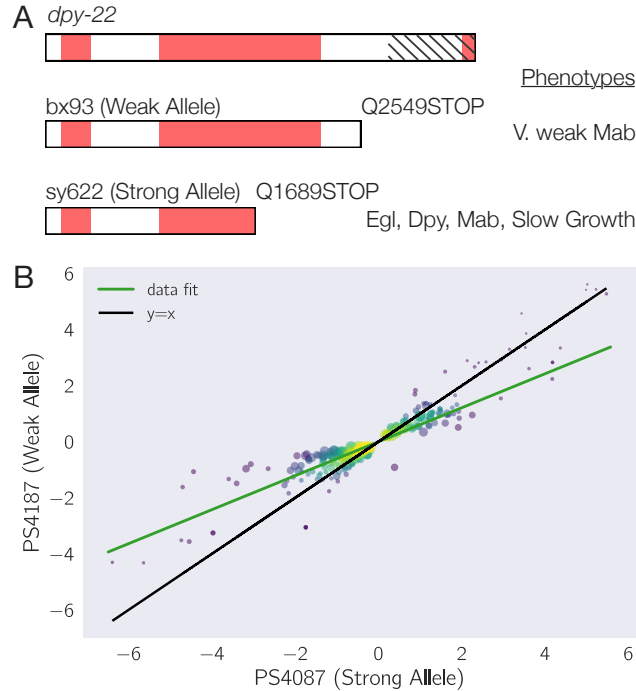 A
dpy-22
Phenotypes
bx93 (Weak Allele) Q2549STOP
V. weak Mab
sy622 (Strong Allele) Q1689STOP
Egl, Dpy, Mab, Slow Growth
B
6
data fit
y=x
4
2
0
−2
−4
−6
PS4187 (Weak Allele)
−6 −4 −2 0 2 4 6
PS4087 (Strong Allele)